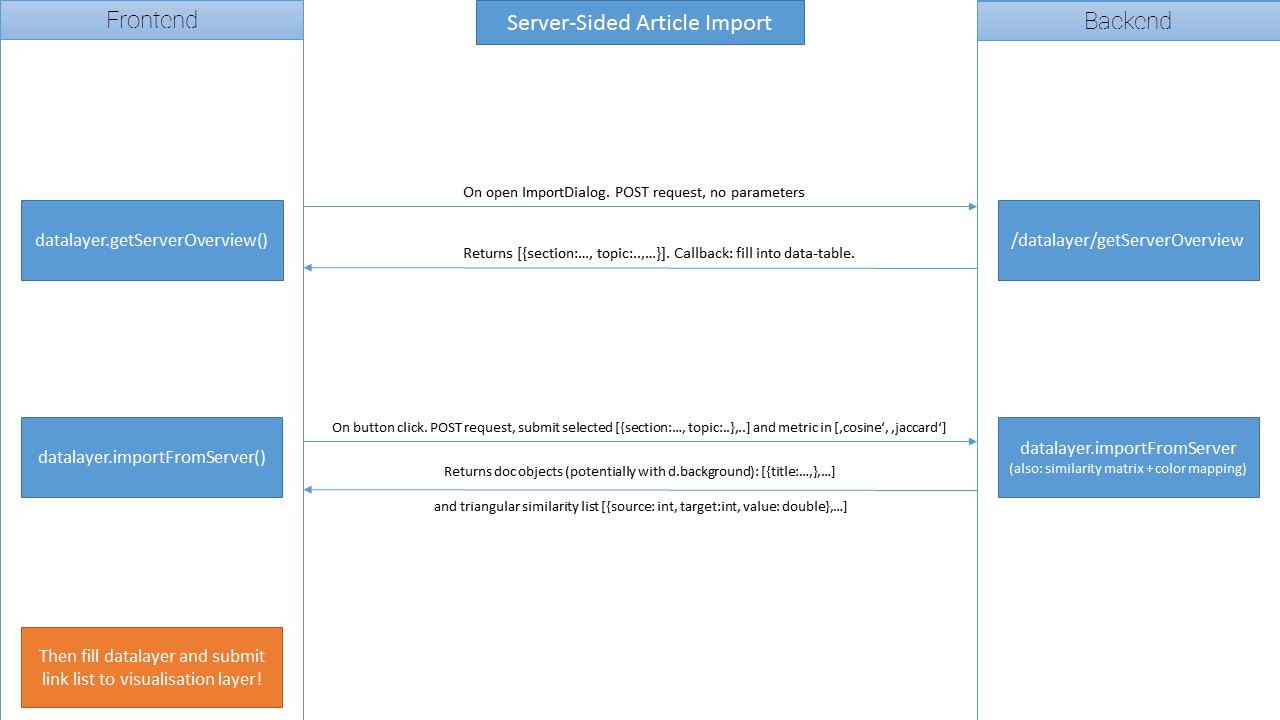 Frontend
Server-Sided Article Import
Backend
On open ImportDialog. POST request, no parameters
datalayer.getServerOverview()
/datalayer/getServerOverview
Returns [{section:…, topic:..,…}]. Callback: fill into data-table.
On button click. POST request, submit selected [{section:…, topic:..},..] and metric in [‚cosine‘, ‚jaccard‘]
datalayer.importFromServer()
datalayer.importFromServer
(also: similarity matrix + color mapping)
Returns doc objects (potentially with d.background): [{title:…,},…]
and triangular similarity list [{source: int, target:int, value: double},…]
Then fill datalayer and submit
link list to visualisation layer!